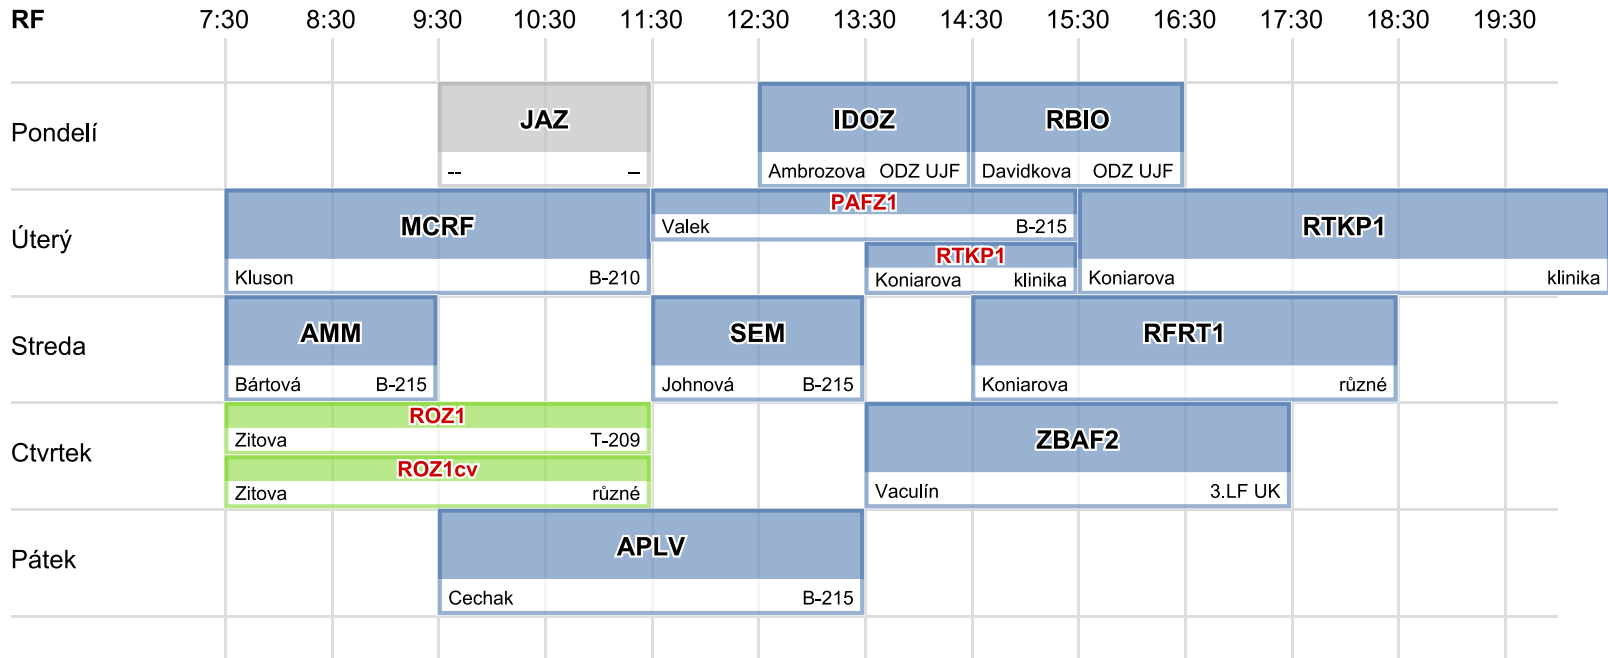 RF 7:30 8:30 9:30 10:30 11:30 12:30 13:30 14:30 15:30 16:30 17:30 18:30 19:30
Pondelí
JAZ
-- –
IDOZ
Ambrozova ODZ UJF
RBIO
Davidkova ODZ UJF
Úterý
MCRF
Kluson B-210
PAFZ1
Valek B-215
RTKP1
Koniarova klinika
RTKP1
Koniarova klinika
Streda
AMM
Bártová B-215
SEM
Johnová B-215
RFRT1
Koniarova různé
Ctvrtek
ROZ1
Zitova T-209
ROZ1cv
Zitova různé
ZBAF2
Vaculín 3.LF UK
Pátek
APLV
Cechak B-215